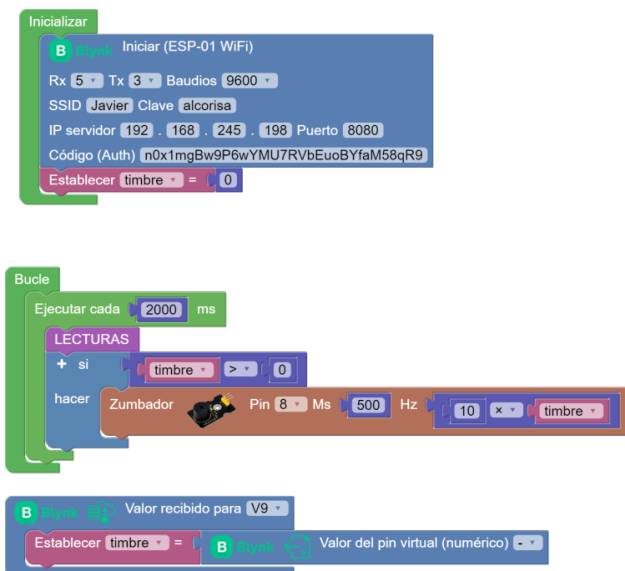 Inicializar
B Blynk Iniciar (ESP-01 WiFi)
Rx 5 Tx 3 Baudios 9600
SSID Javier Clave alcorisa
IP servidor 192 . 168 . 245 . 198 Puerto 8080
Código (Auth) n0x1mgBw9P6wYMU7RVbEuoBYfaM58qR9
Establecer timbre = 0
Bucle
Ejecutar cada 2000 ms
LECTURAS
+ si timbre > 0
hacer Zumbador Pin 8 Ms 500 Hz 10 × timbre
B Blynk Valor recibido para V9
Establecer timbre = B Blynk Valor del pin virtual (numérico) -